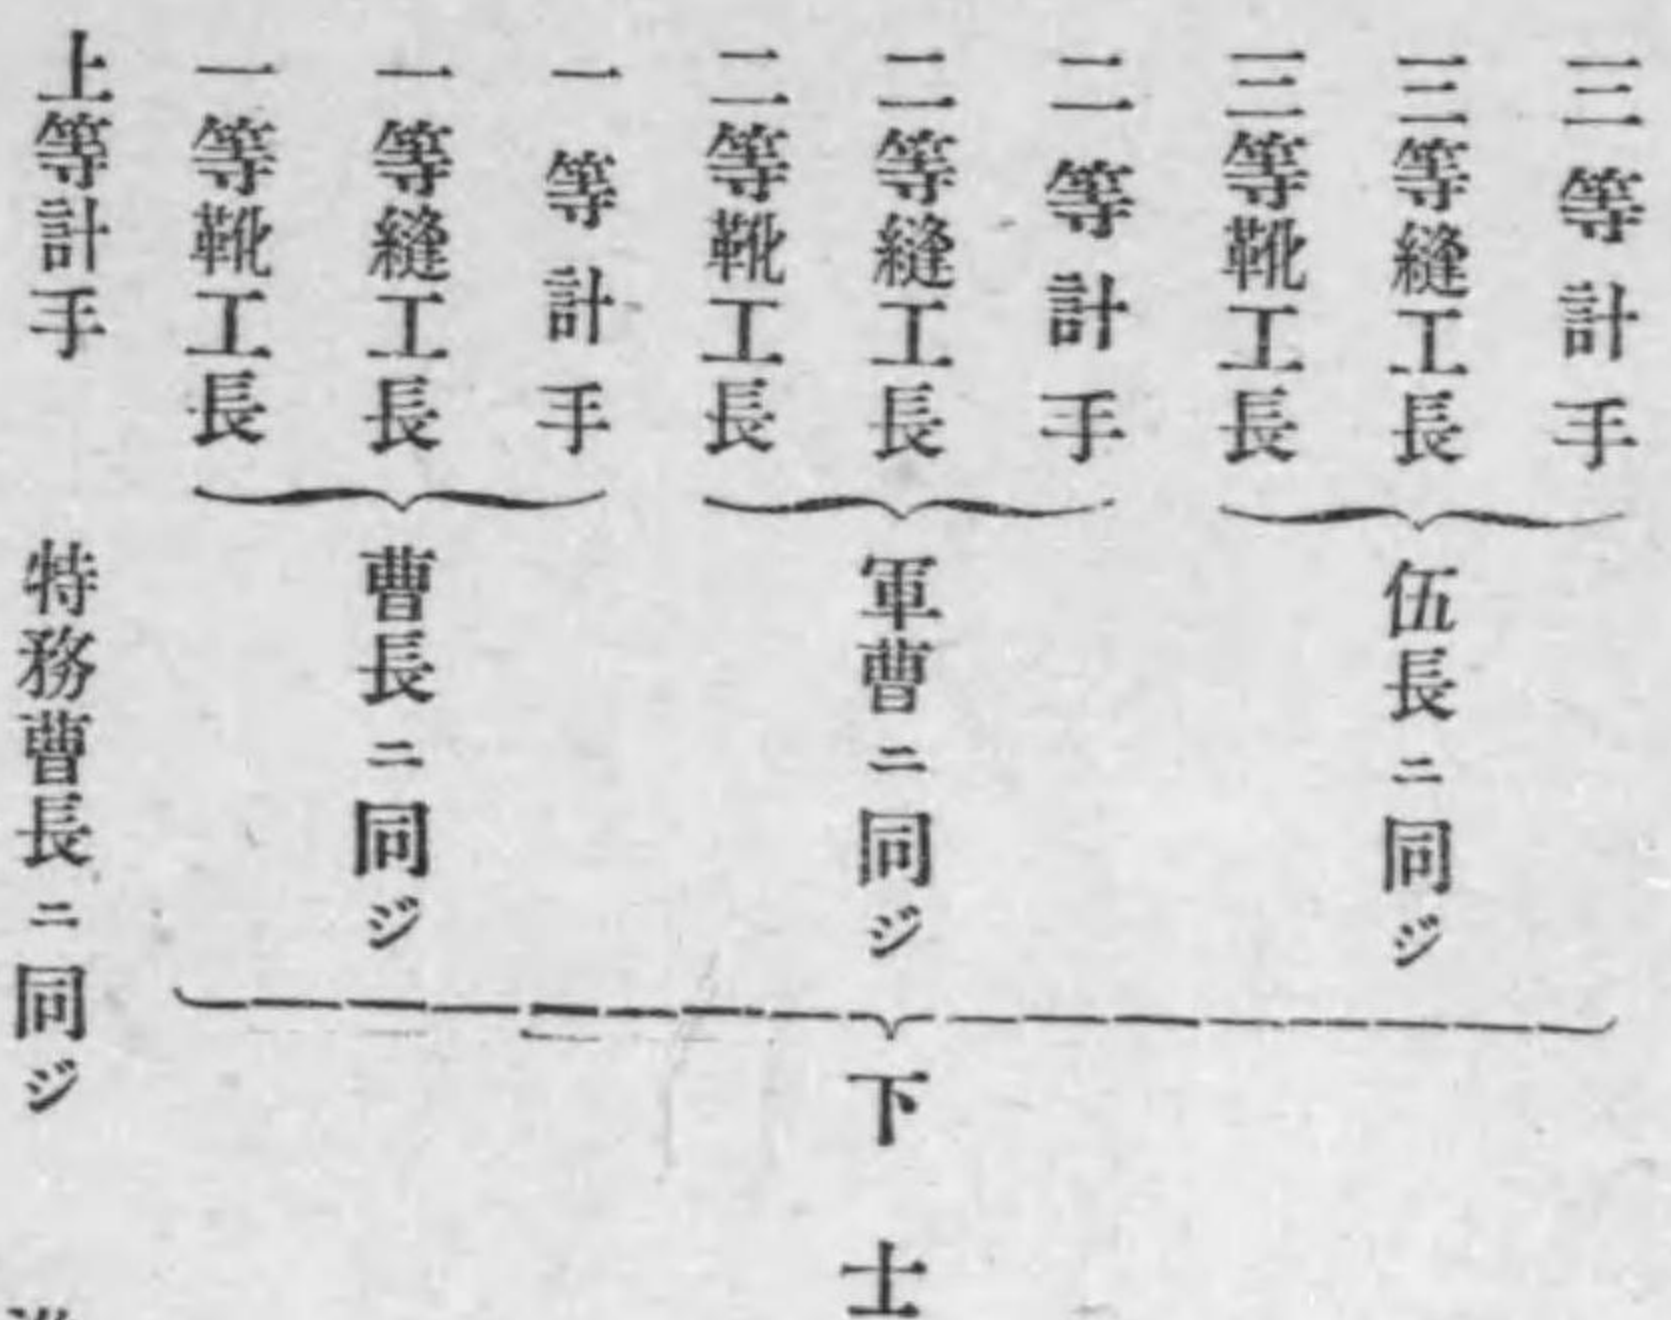 三等計手
三等縫工長
三等靴工長
伍長ニ同ジ
二等計手
二等縫工長
二等靴工長
軍曹ニ同ジ
一等計手
一等縫工長
一等靴工長
曹長ニ同ジ
下士
上等計手 特務曹長ニ同ジ